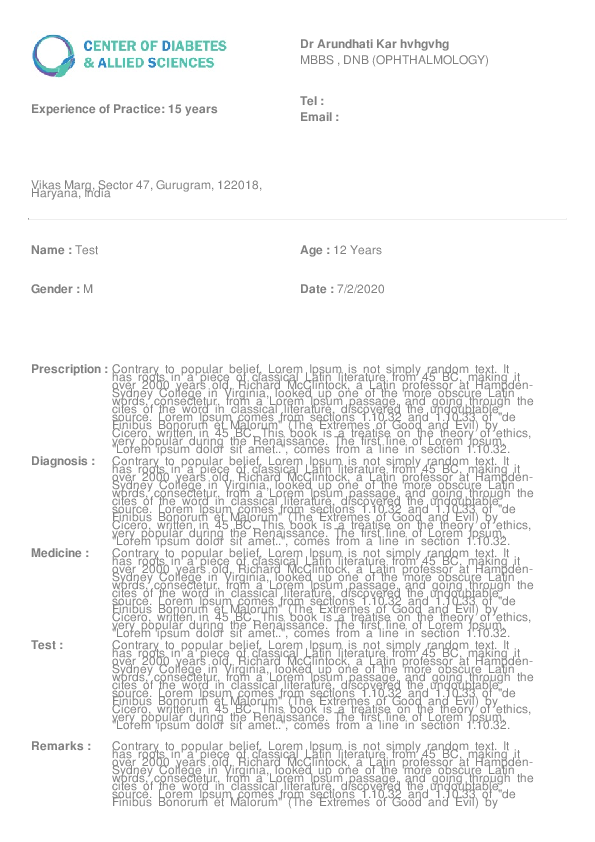 CENTER OF DIABETES
& ALLIED SCIENCES
Dr Arundhati Kar hvhgvhg
MBBS , DNB (OPHTHALMOLOGY)
Experience of Practice: 15 years
Tel :
Email :
Vikas Marg, Sector 47, Gurugram, 122018,
Haryana, India
Name : Test
Age : 12 Years
Gender : M
Date : 7/2/2020
Prescription : Contrary to popular belief, Lorem Ipsum is not simply random text. It
has roots in a piece of classical Latin literature from 45 BC, making it
over 2000 years old. Richard McClintock, a Latin professor at Hampden-
Sydney College in Virginia, looked up one of the more obscure Latin
words, consectetur, from a Lorem Ipsum passage, and going through the
cites of the word in classical literature, discovered the undoubtable
source. Lorem Ipsum comes from sections 1.10.32 and 1.10.33 of "de
Finibus Bonorum et Malorum" (The Extremes of Good and Evil) by
Cicero, written in 45 BC. This book is a treatise on the theory of ethics,
very popular during the Renaissance. The first line of Lorem Ipsum,
"Lorem ipsum dolor sit amet..", comes from a line in section 1.10.32.
Diagnosis : Contrary to popular belief, Lorem Ipsum is not simply random text. It
has roots in a piece of classical Latin literature from 45 BC, making it
over 2000 years old. Richard McClintock, a Latin professor at Hampden-
Sydney College in Virginia, looked up one of the more obscure Latin
words, consectetur, from a Lorem Ipsum passage, and going through the
cites of the word in classical literature, discovered the undoubtable
source. Lorem Ipsum comes from sections 1.10.32 and 1.10.33 of "de
Finibus Bonorum et Malorum" (The Extremes of Good and Evil) by
Cicero, written in 45 BC. This book is a treatise on the theory of ethics,
very popular during the Renaissance. The first line of Lorem Ipsum,
"Lorem ipsum dolor sit amet..", comes from a line in section 1.10.32.
Medicine : Contrary to popular belief, Lorem Ipsum is not simply random text. It
has roots in a piece of classical Latin literature from 45 BC, making it
over 2000 years old. Richard McClintock, a Latin professor at Hampden-
Sydney College in Virginia, looked up one of the more obscure Latin
words, consectetur, from a Lorem Ipsum passage, and going through the
cites of the word in classical literature, discovered the undoubtable
source. Lorem Ipsum comes from sections 1.10.32 and 1.10.33 of "de
Finibus Bonorum et Malorum" (The Extremes of Good and Evil) by
Cicero, written in 45 BC. This book is a treatise on the theory of ethics,
very popular during the Renaissance. The first line of Lorem Ipsum,
"Lorem ipsum dolor sit amet..", comes from a line in section 1.10.32.
Test : Contrary to popular belief, Lorem Ipsum is not simply random text. It
has roots in a piece of classical Latin literature from 45 BC, making it
over 2000 years old. Richard McClintock, a Latin professor at Hampden-
Sydney College in Virginia, looked up one of the more obscure Latin
words, consectetur, from a Lorem Ipsum passage, and going through the
cites of the word in classical literature, discovered the undoubtable
source. Lorem Ipsum comes from sections 1.10.32 and 1.10.33 of "de
Finibus Bonorum et Malorum" (The Extremes of Good and Evil) by
Cicero, written in 45 BC. This book is a treatise on the theory of ethics,
very popular during the Renaissance. The first line of Lorem Ipsum,
"Lorem ipsum dolor sit amet..", comes from a line in section 1.10.32.
Remarks : Contrary to popular belief, Lorem Ipsum is not simply random text. It
has roots in a piece of classical Latin literature from 45 BC, making it
over 2000 years old. Richard McClintock, a Latin professor at Hampden-
Sydney College in Virginia, looked up one of the more obscure Latin
words, consectetur, from a Lorem Ipsum passage, and going through the
cites of the word in classical literature, discovered the undoubtable
source. Lorem Ipsum comes from sections 1.10.32 and 1.10.33 of "de
Finibus Bonorum et Malorum" (The Extremes of Good and Evil) by